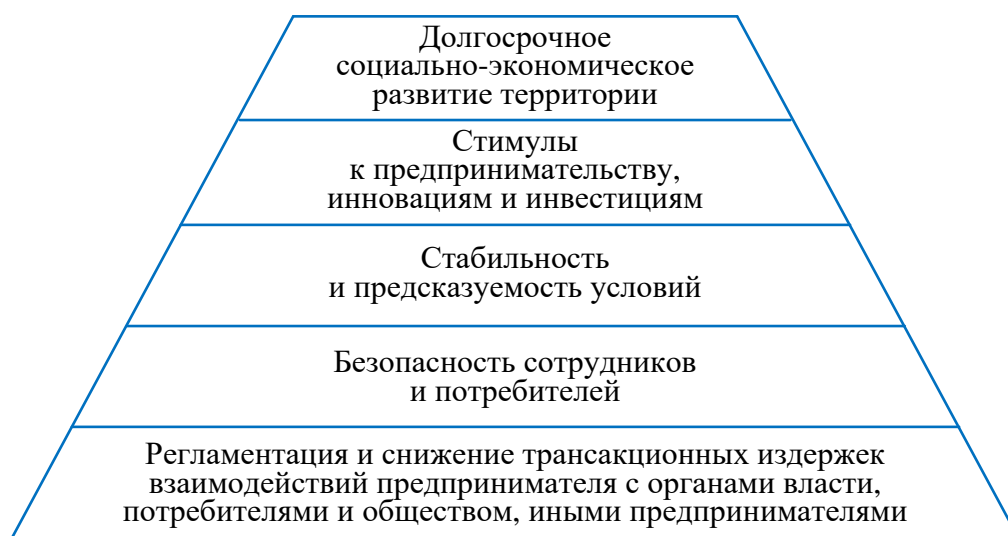 Долгосрочное
социально-экономическое
развитие территории
Стимулы
к предпринимательству,
инновациям и инвестициям
Стабильность
и предсказуемость условий
Безопасность сотрудников
и потребителей
Регламентация и снижение трансакционных издержек
взаимодействий предпринимателя с органами власти,
потребителями и обществом, иными предпринимателями